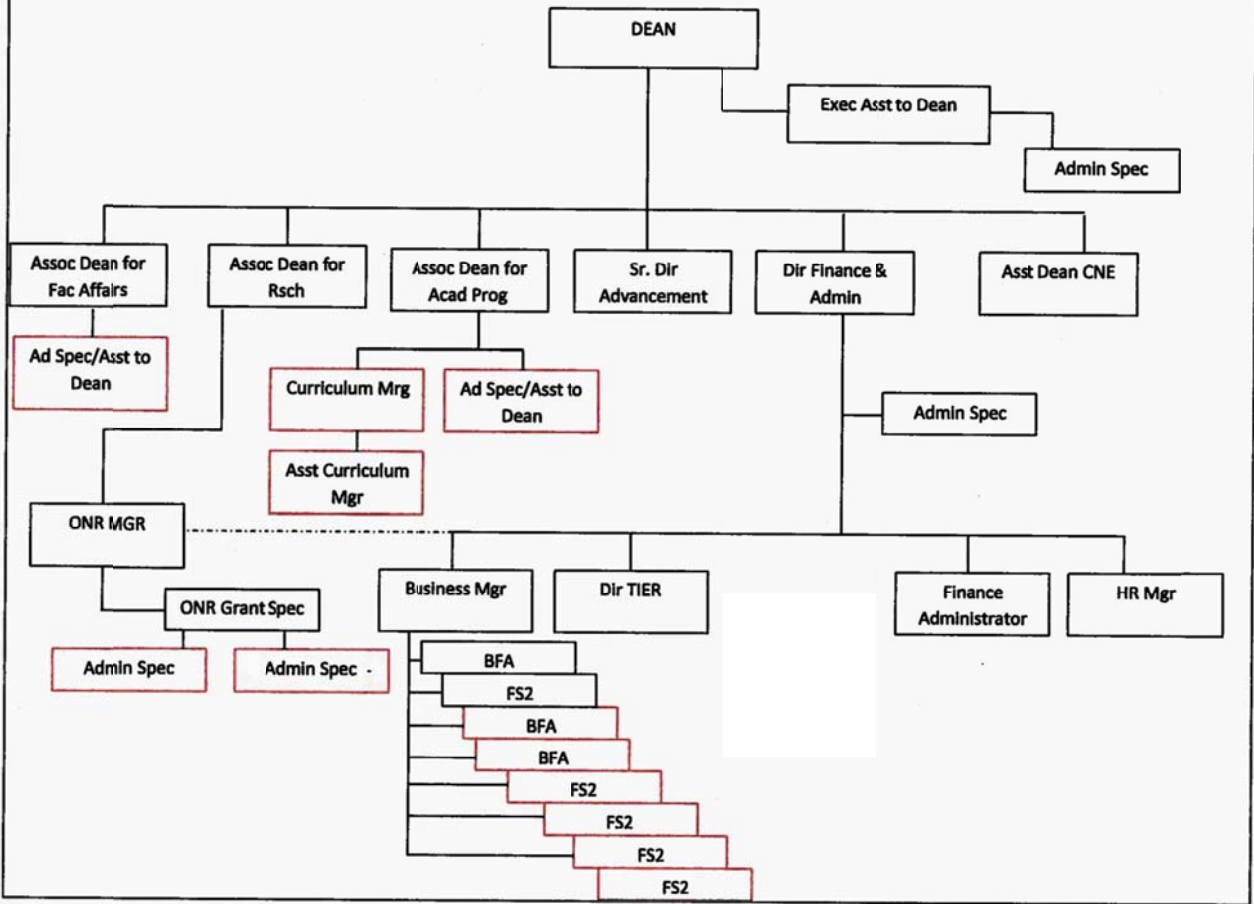 DEAN
Exec Asst to Dean
Admin Spec
Assoc Dean for
Fac Affairs
Assoc Dean for
Rsch
Assoc Dean for
Acad Prog
Sr. Dir
Advancement
Dir Finance &
Admin
Asst Dean CNE
Ad Spec/Asst to
Dean
Curriculum Mrg
Ad Spec/Asst to
Dean
Admin Spec
Asst Curriculum
Mgr
ONR MGR
Business Mgr
Dir TIER
Finance
Administrator
HR Mgr
ONR Grant Spec
Admin Spec
Admin Spec -
BFA
FS2
BFA
BFA
FS2
FS2
FS2
FS2